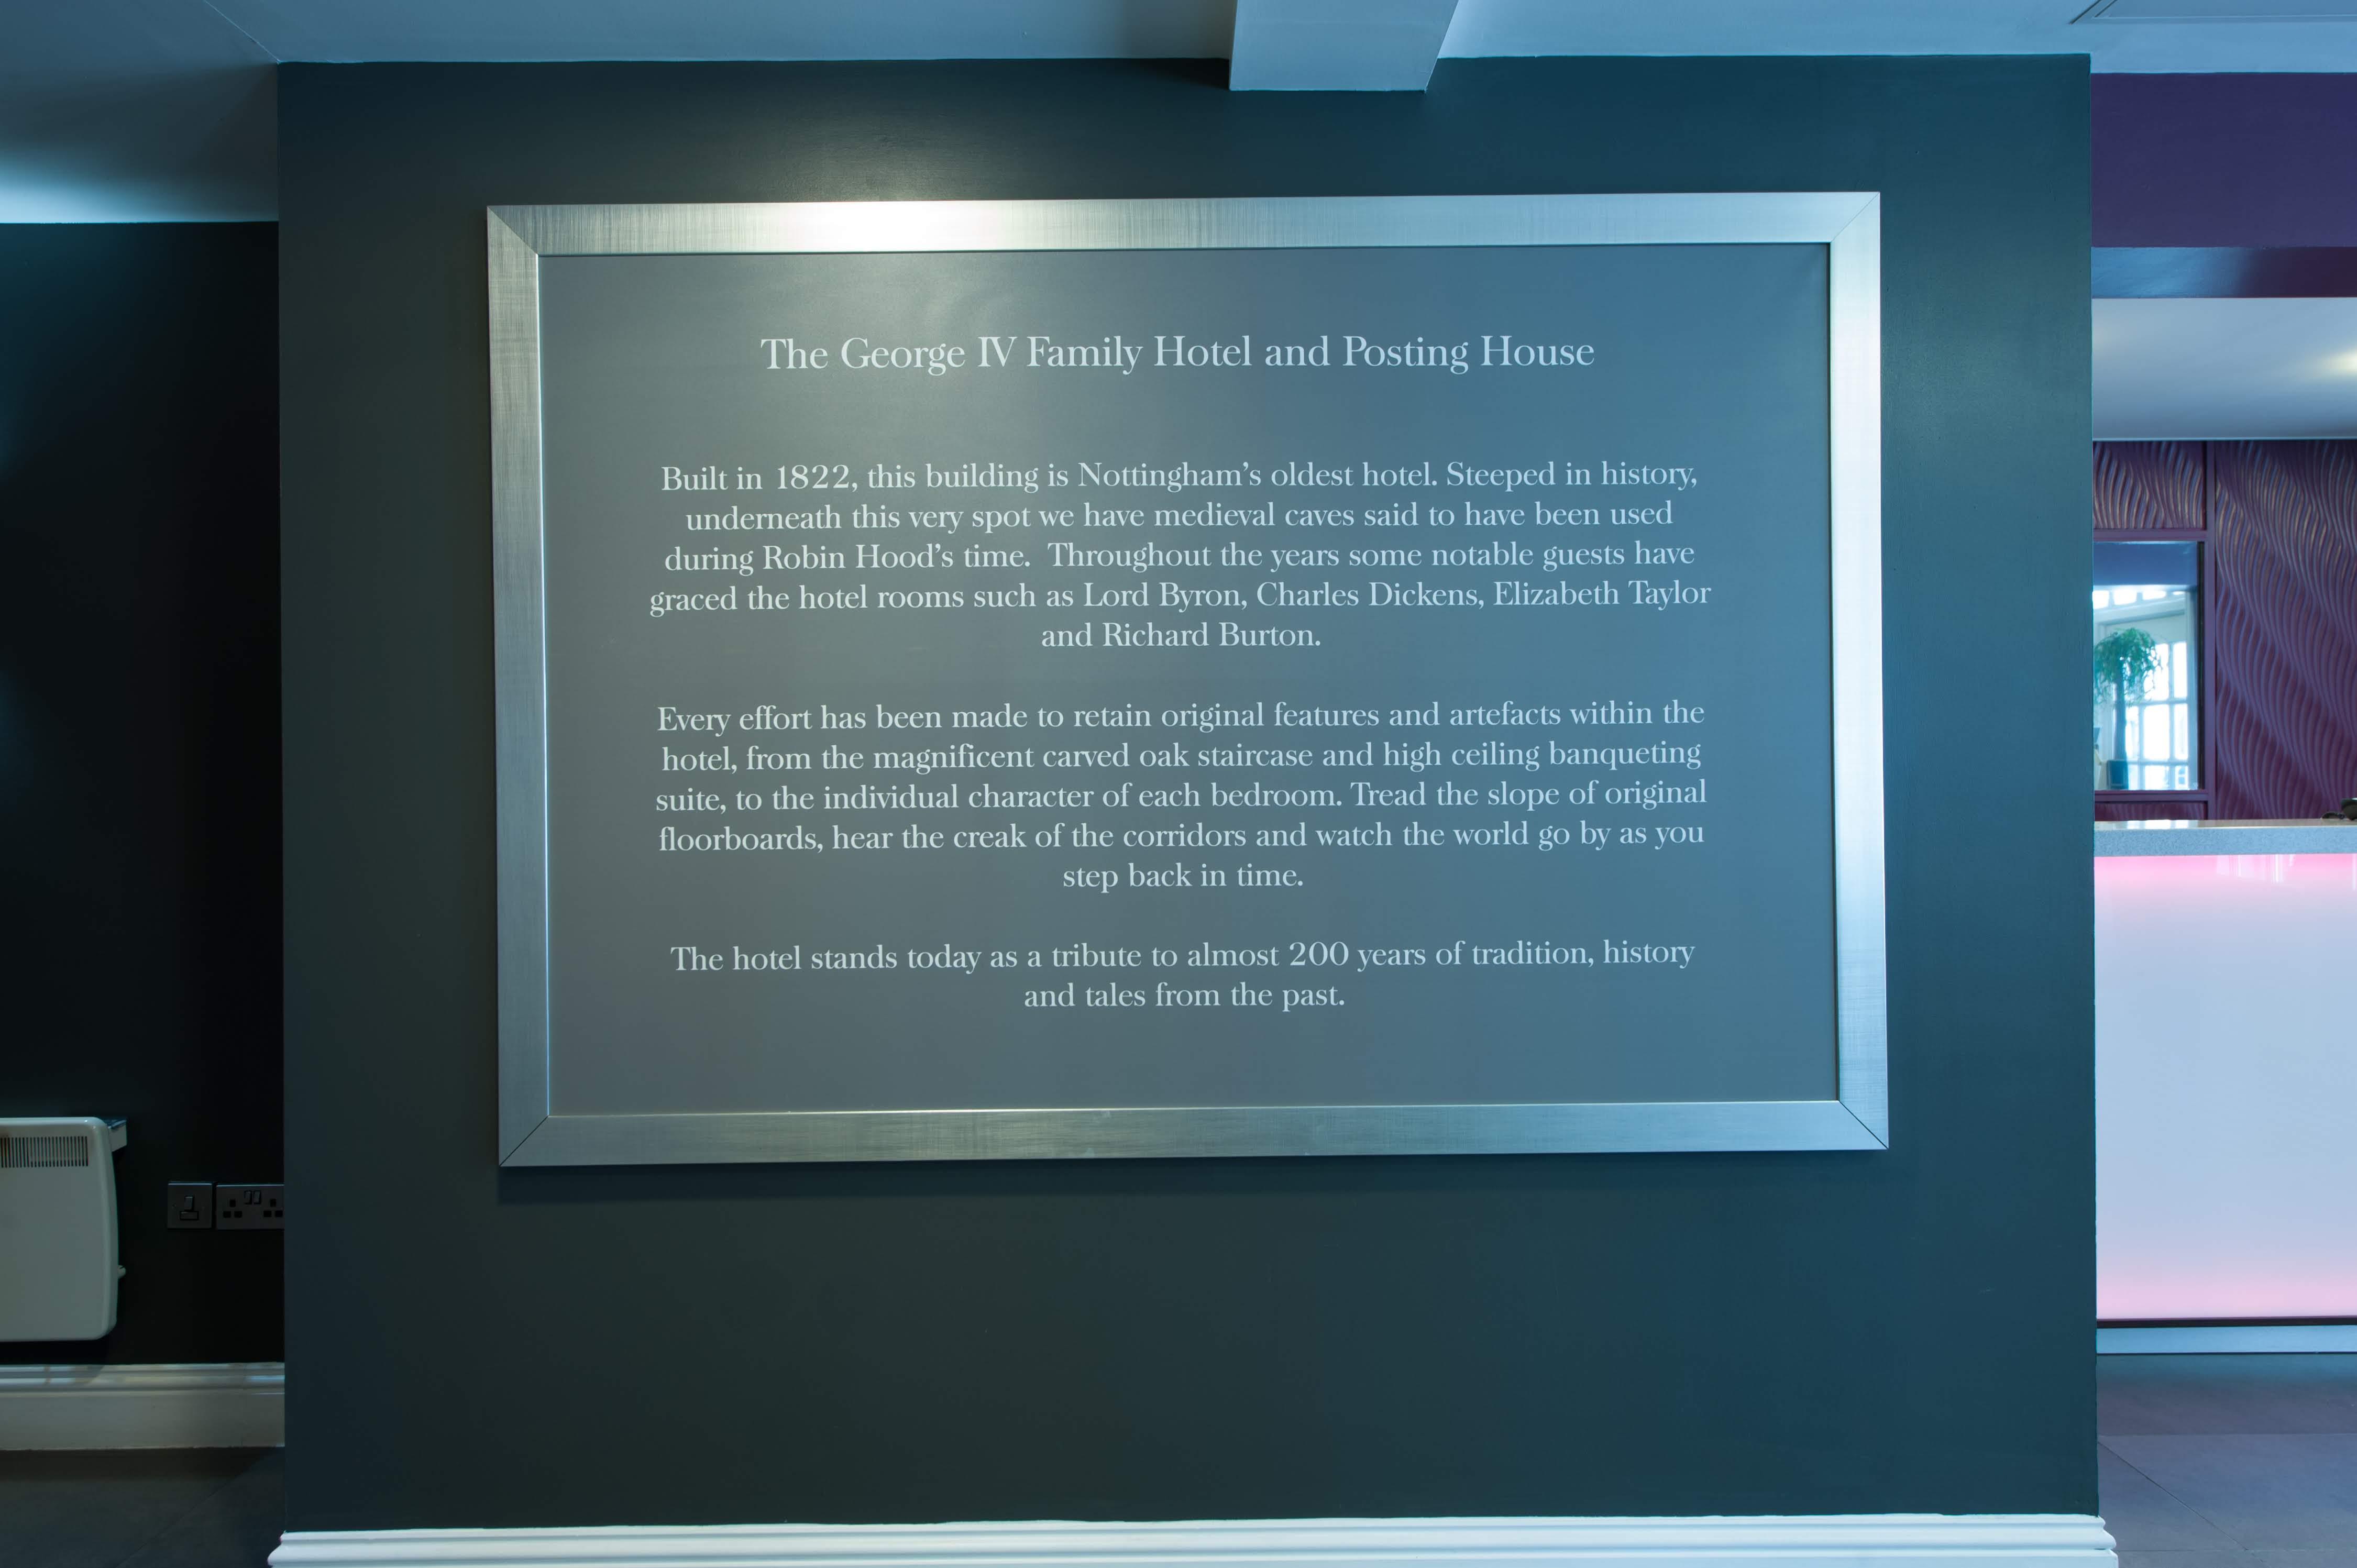 The George IV Family Hotel and Posting House
Built in 1822, this building is Nottingham's oldest hotel. Steeped in history,
underneath this very spot we have medieval caves said to have been used
during Robin Hood's time.  Throughout the years some notable guests have
graced the hotel rooms such as Lord Byron, Charles Dickens, Elizabeth Taylor
and Richard Burton.
Every effort has been made to retain original features and artefacts within the
hotel, from the magnificent carved oak staircase and high ceiling banqueting
suite, to the individual character of each bedroom. Tread the slope of original
floorboards, hear the creak of the corridors and watch the world go by as you
step back in time.
The hotel stands today as a tribute to almost 200 years of tradition, history
and tales from the past.